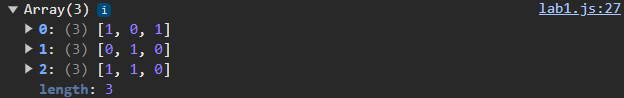 ▼ Array(3) i lab1.js:27
▶ 0: (3) [1, 0, 1]
▶ 1: (3) [0, 1, 0]
▶ 2: (3) [1, 1, 0]
length: 3